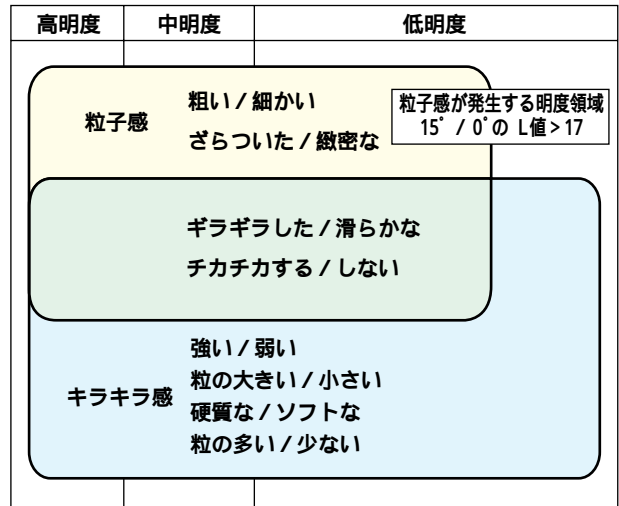 高明度 中明度 低明度
粗い / 細かい
粒子感
ざらついた / 緻密な
粒子感が発生する明度領域
15° / 0°の L値 > 17
ギラギラした / 滑らかな
チカチカする / しない
強い / 弱い
粒の大きい / 小さい
キラキラ感
硬質な / ソフトな
粒の多い / 少ない